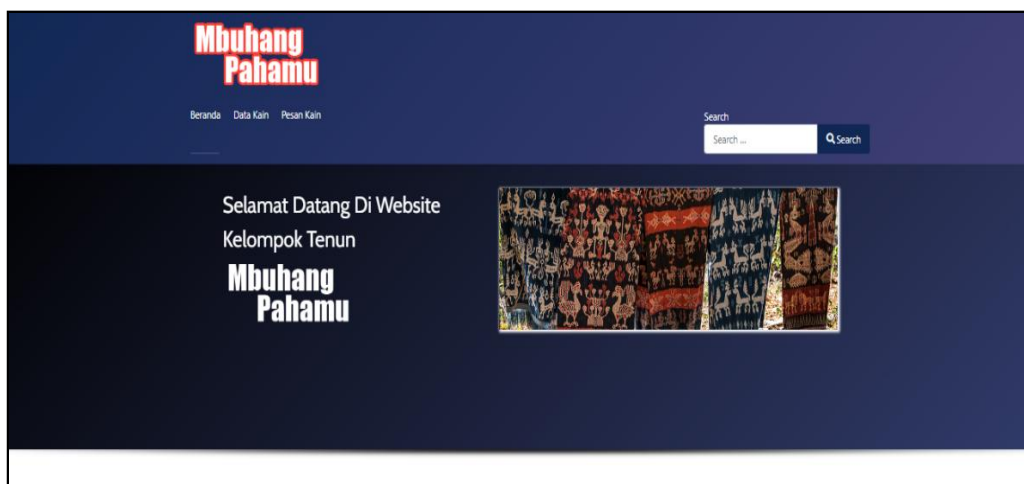 Mbuhang
Pahamu
Beranda Data Kain Pesan Kain
Search
Search ... Search
Selamat Datang Di Website
Kelompok Tenun
Mbuhang
Pahamu